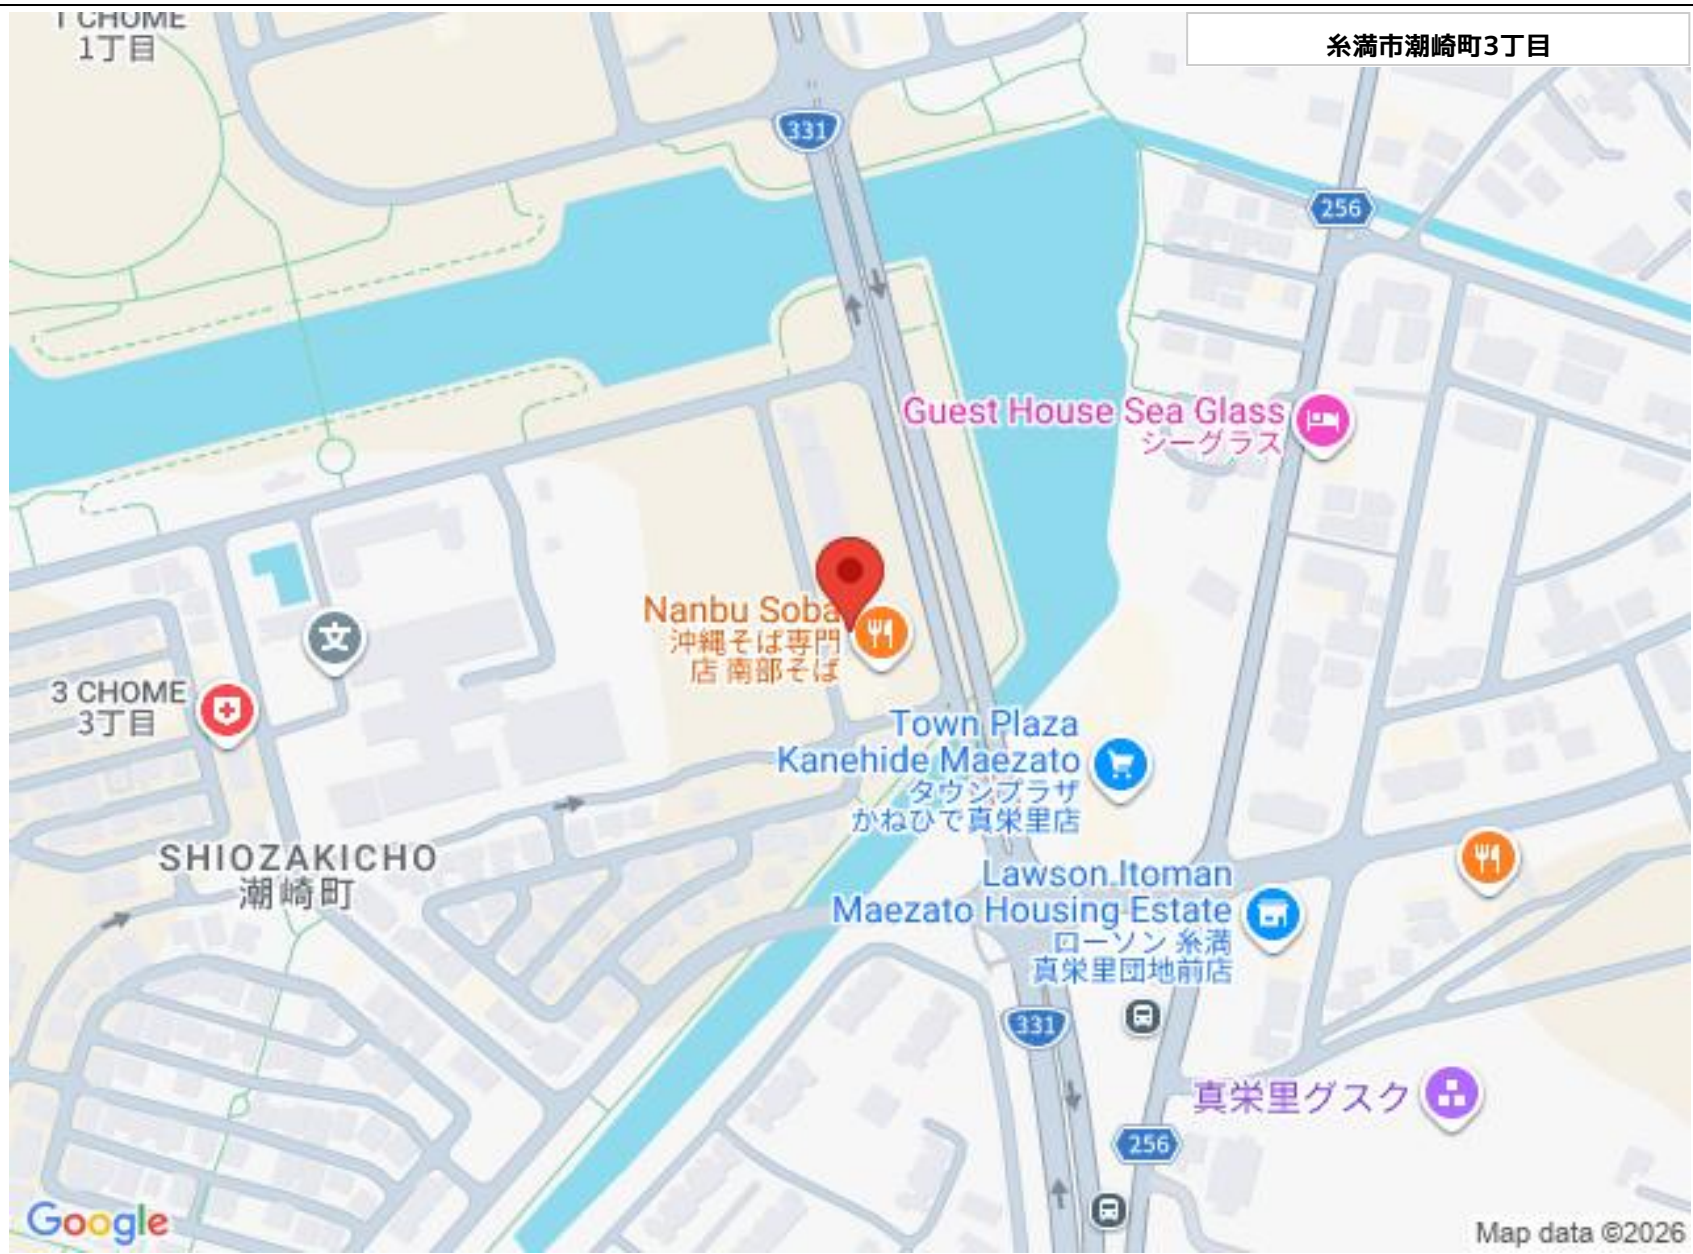 1 CHOME
1丁目
糸満市潮崎町3丁目
331
256
Guest House Sea Glass
シーグラス
Nanbu Soba
沖縄そば専門
店 南部そば
文
3 CHOME
3丁目
Town Plaza
Kanehide Maezato
タウンプラザ
かねひで真栄里店
SHIOZAKICHO
潮崎町
Lawson Itoman
Maezato Housing Estate
ローソン 糸満
真栄里団地前店
331
真栄里グスク
256
Google
Map data ©2026